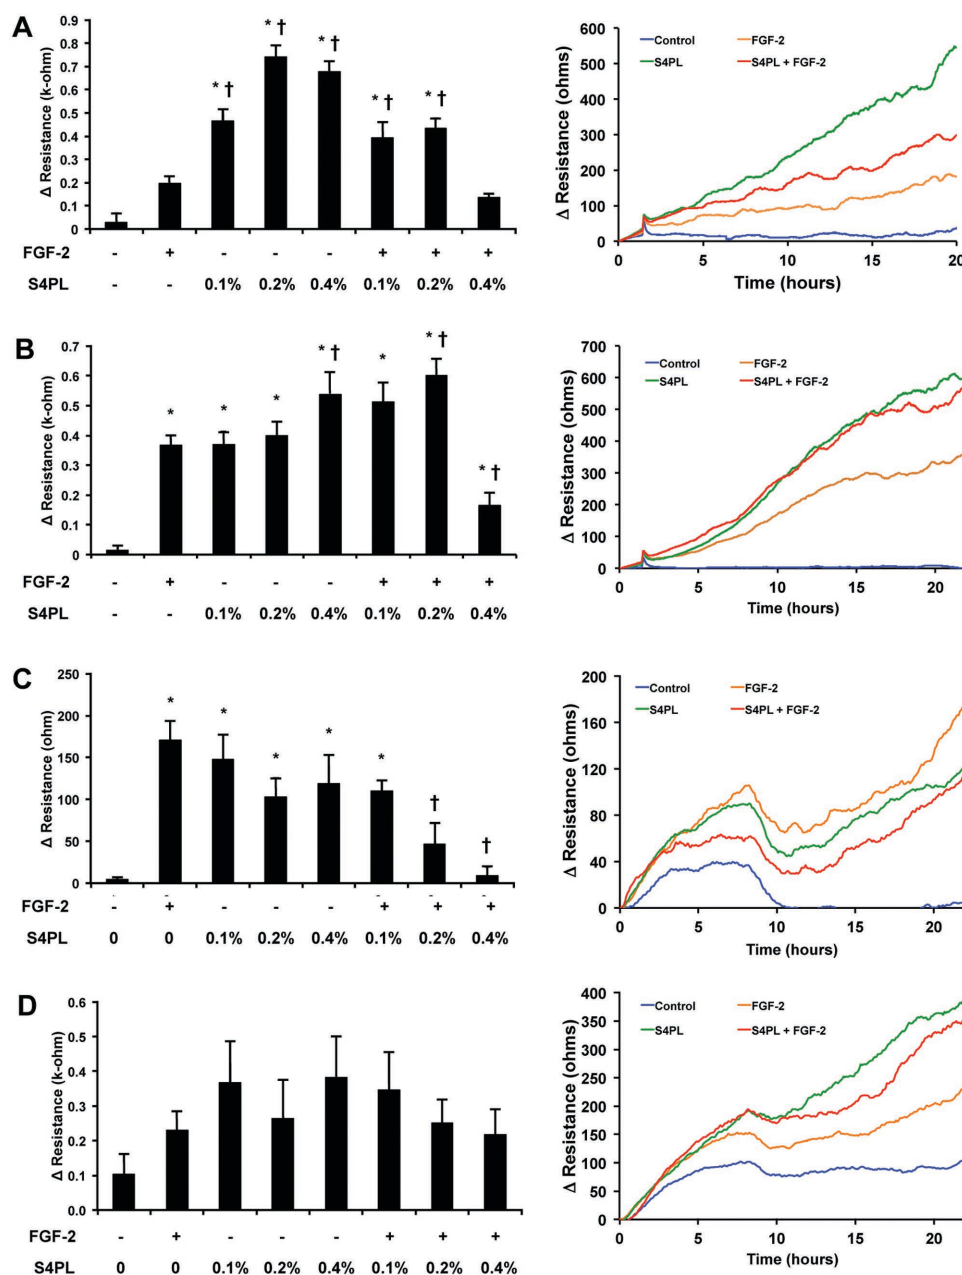 A
Δ Resistance (k-ohm)
0.9
0.8
0.7
0.6
0.5
0.4
0.3
0.2
0.1
0
FGF-2 - + - - - + + +
S4PL - - 0.1% 0.2% 0.4% 0.1% 0.2% 0.4%
* † * † * † * † * †
Δ Resistance (ohms)
600
500
400
300
200
100
0
Control FGF-2
S4PL S4PL + FGF-2
0 5 10 15 20
Time (hours)
B
Δ Resistance (k-ohm)
0.7
0.6
0.5
0.4
0.3
0.2
0.1
0
* * * * † * * † * †
FGF-2 - + - - - + + +
S4PL - - 0.1% 0.2% 0.4% 0.1% 0.2% 0.4%
Δ Resistance (ohms)
700
600
500
400
300
200
100
0
Control FGF-2
S4PL S4PL + FGF-2
0 5 10 15 20
Time (hours)
C
Δ Resistance (ohm)
250
200
150
100
50
0
* * * * * † †
FGF-2 - + - - - + + +
S4PL 0 0 0.1% 0.2% 0.4% 0.1% 0.2% 0.4%
Δ Resistance (ohms)
200
160
120
80
40
0
Control FGF-2
S4PL S4PL + FGF-2
0 5 10 15 20
Time (hours)
D
Δ Resistance (k-ohm)
0.6
0.5
0.4
0.3
0.2
0.1
0.0
FGF-2 - + - - - + + +
S4PL 0 0 0.1% 0.2% 0.4% 0.1% 0.2% 0.4%
Δ Resistance (ohms)
400
350
300
250
200
150
100
50
0
Control FGF-2
S4PL S4PL + FGF-2
0 5 10 15 20
Time (hours)